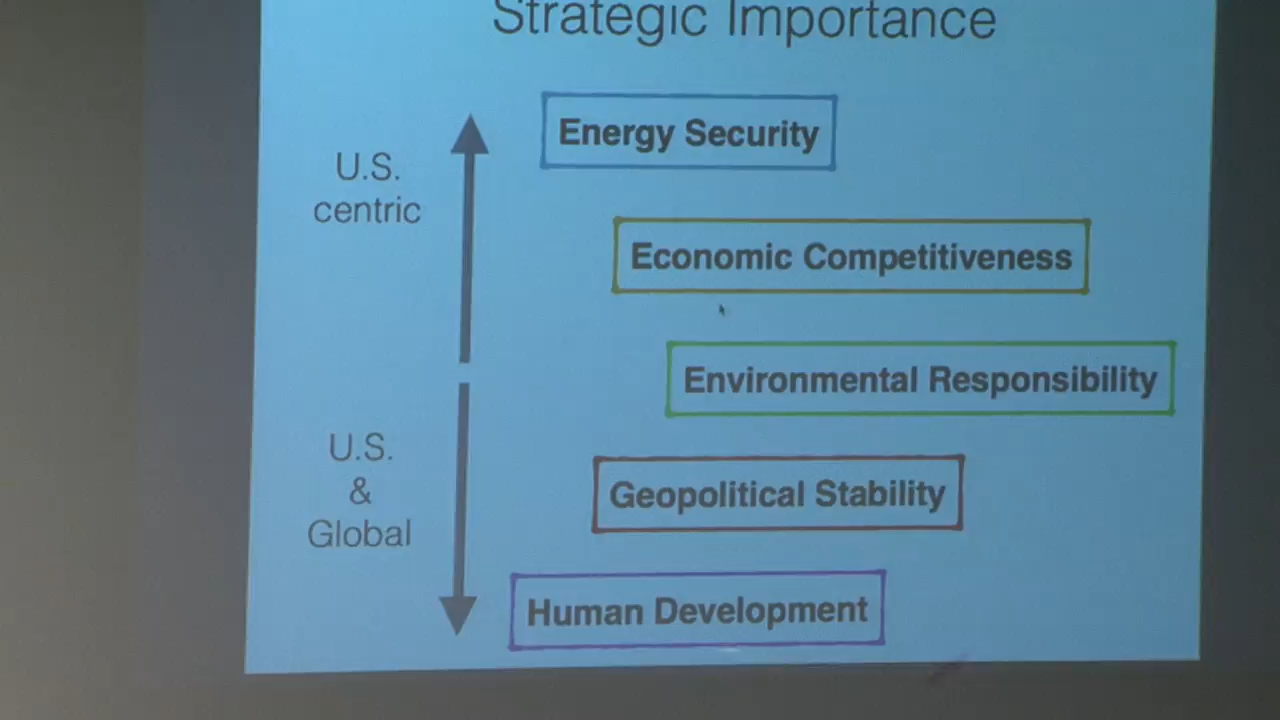 Strategic Importance
Energy Security
U.S.
centric
Economic Competitiveness
Environmental Responsibility
U.S.
&
Global
Geopolitical Stability
Human Development